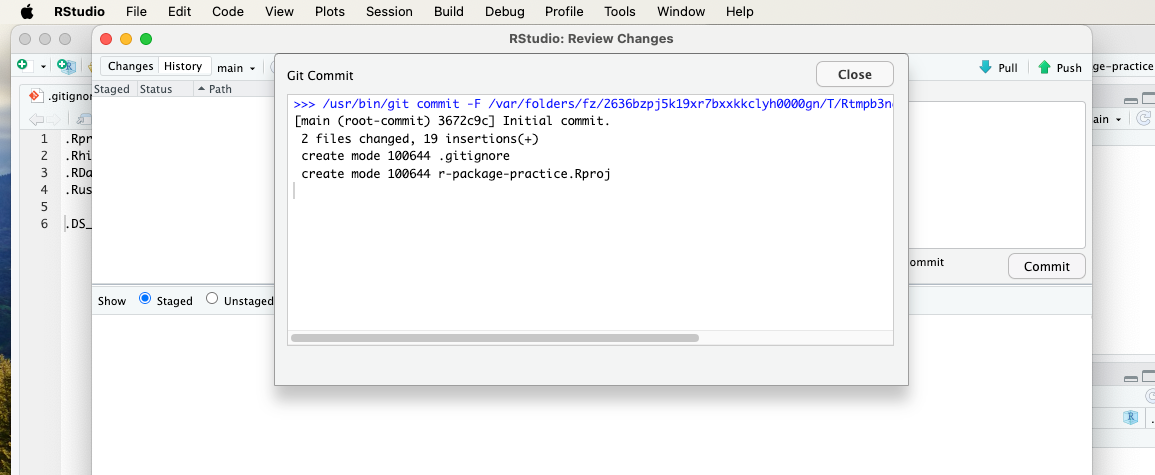 RStudio File Edit Code View Plots Session Build Debug Profile Tools Window Help
RStudio: Review Changes
Changes History main Pull Push
ge-practice
Staged Status Path
.gitignor
Git Commit
Close
>>> /usr/bin/git commit -F /var/folders/fz/2636bzpj5k19xr7bxxkkclyh0000gn/T/Rtmpb3n
[main (root-commit) 3672c9c] Initial commit.
2 files changed, 19 insertions(+)
create mode 100644 .gitignore
create mode 100644 r-package-practice.Rproj
ain
1 .Rpr
2 .Rhi
3 .RDa
4 .Rus
5
6 .DS_
ommit
Commit
Show Staged Unstaged